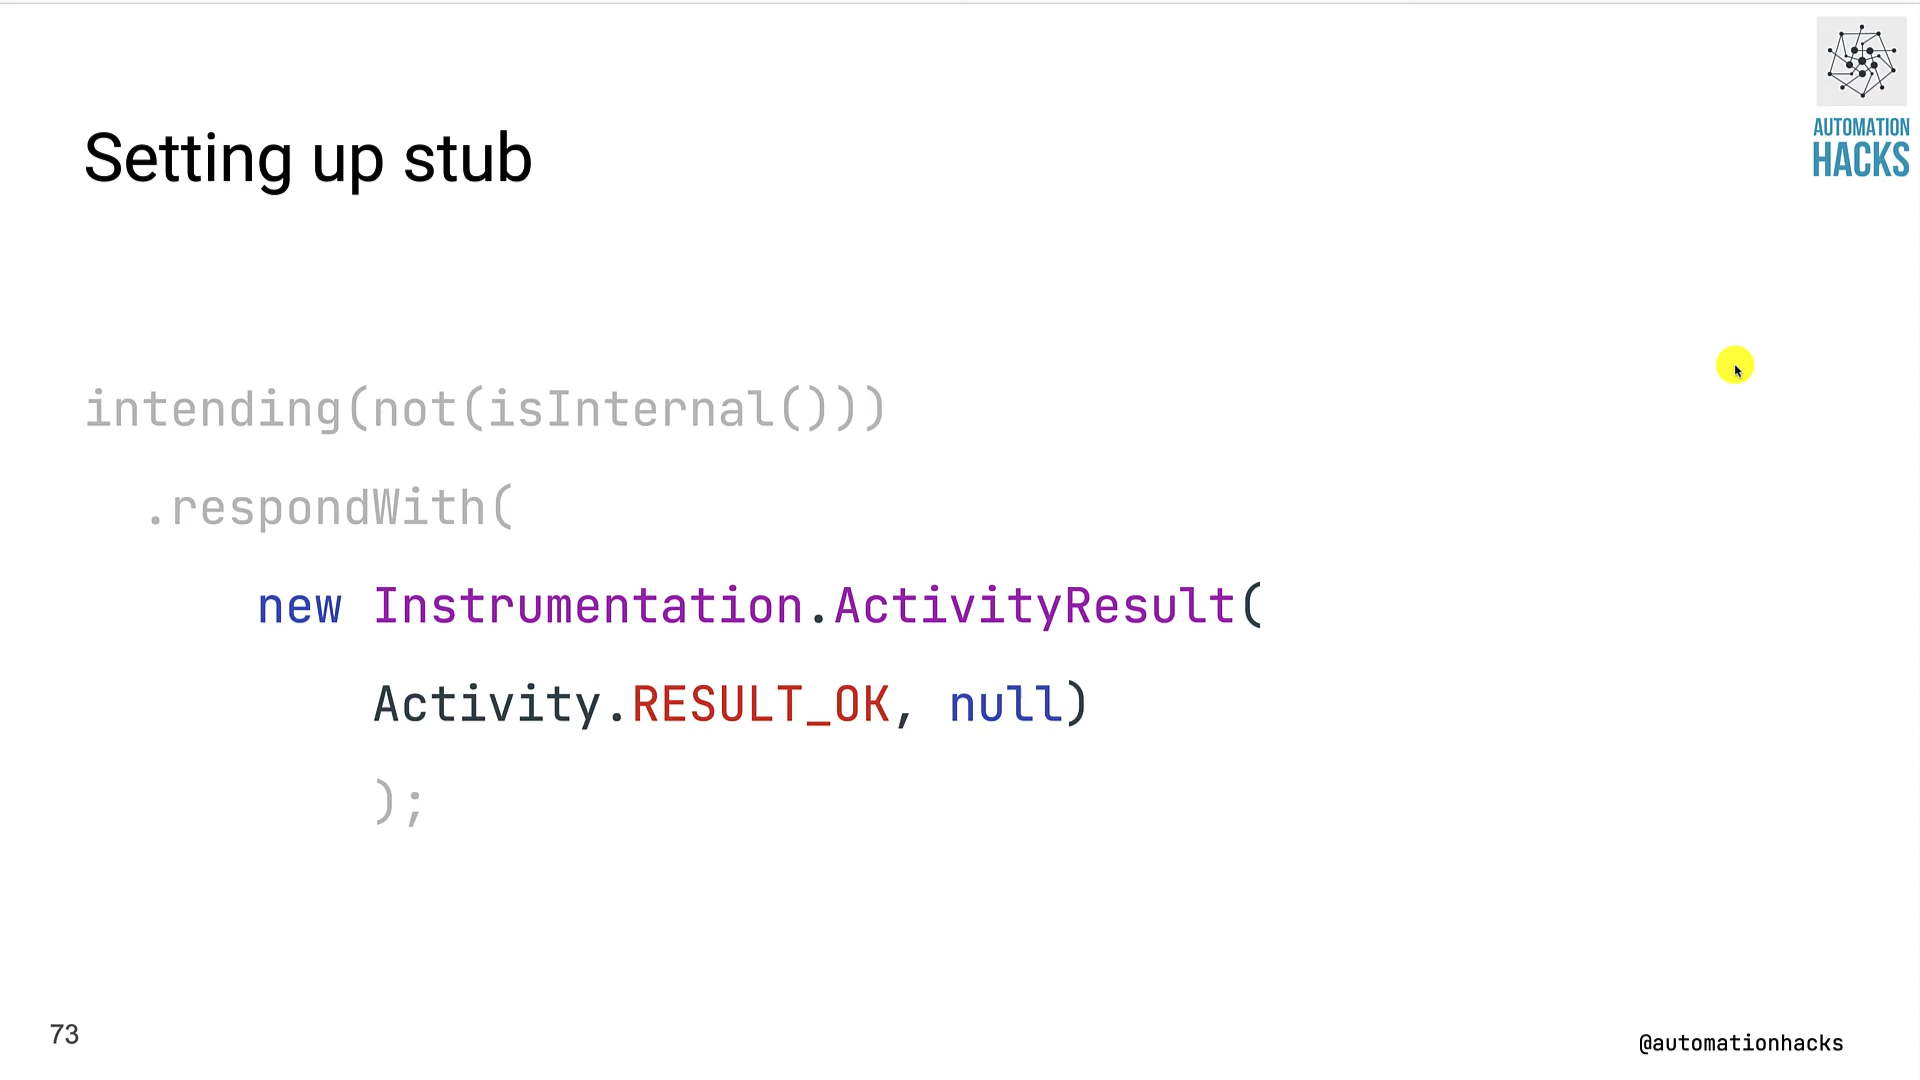 AUTOMATION
HACKS
Setting up stub
intending(not(isInternal()))
.respondWith(
new Instrumentation.ActivityResult(
Activity.RESULT_OK, null)
);
73
@automationhacks